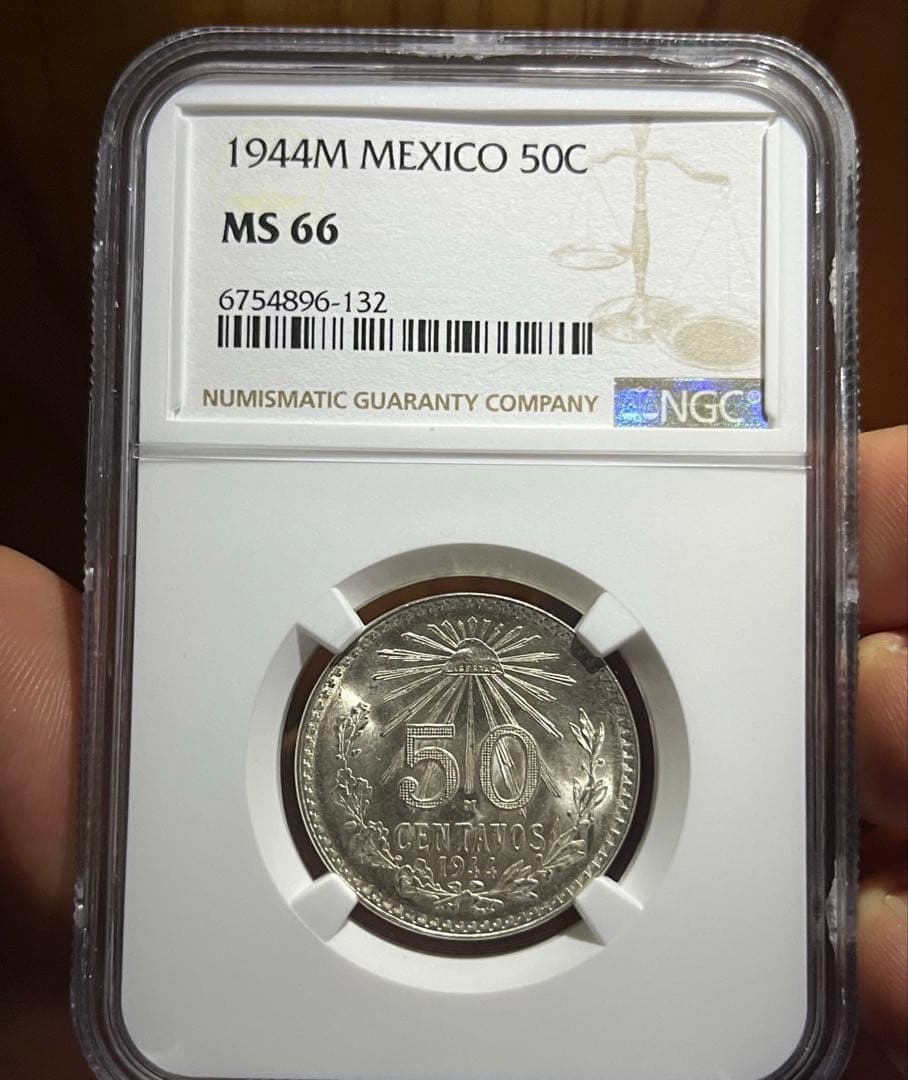 1944M MEXICO 50C
MS 66
6754896-132
NUMISMATIC GUARANTY COMPANY
NGC®
LIBERTAD
50
M
CENTAVOS
1944